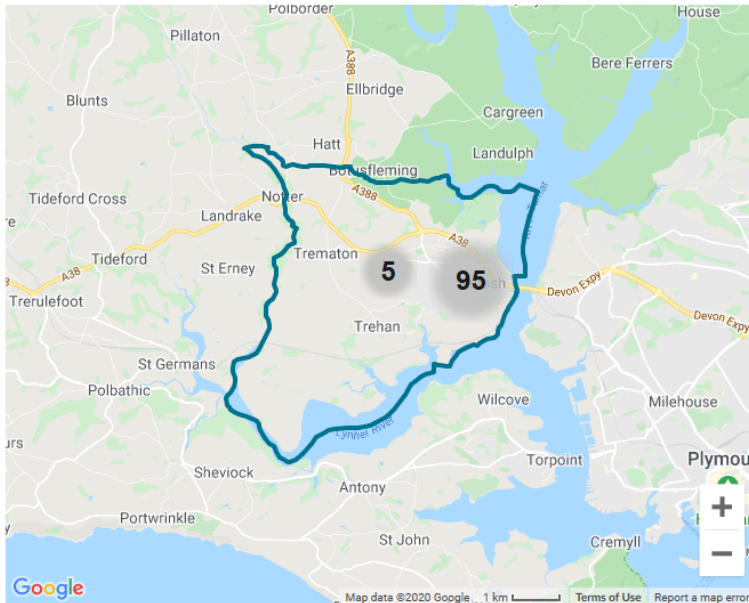 Polborder
House
Pillaton
A388
Bere Ferrers
Ellbridge
Blunts
Cargreen
Hatt
Landulph
Botusfleming
Tideford Cross
Notter
A388
Landrake
A38
Tideford
Trematon
St Erney
5
95
sh
A38
Devon Expy
Trerulefoot
Devon Expy
Trehan
St Germans
Polbathic
Wilcove
Milehouse
Lynher River
Torpoint
Plymou
Sheviock
Antony
Portwrinkle
St John
Cremyll
+
−
Google
Map data ©2020 Google 1 km Terms of Use Report a map error